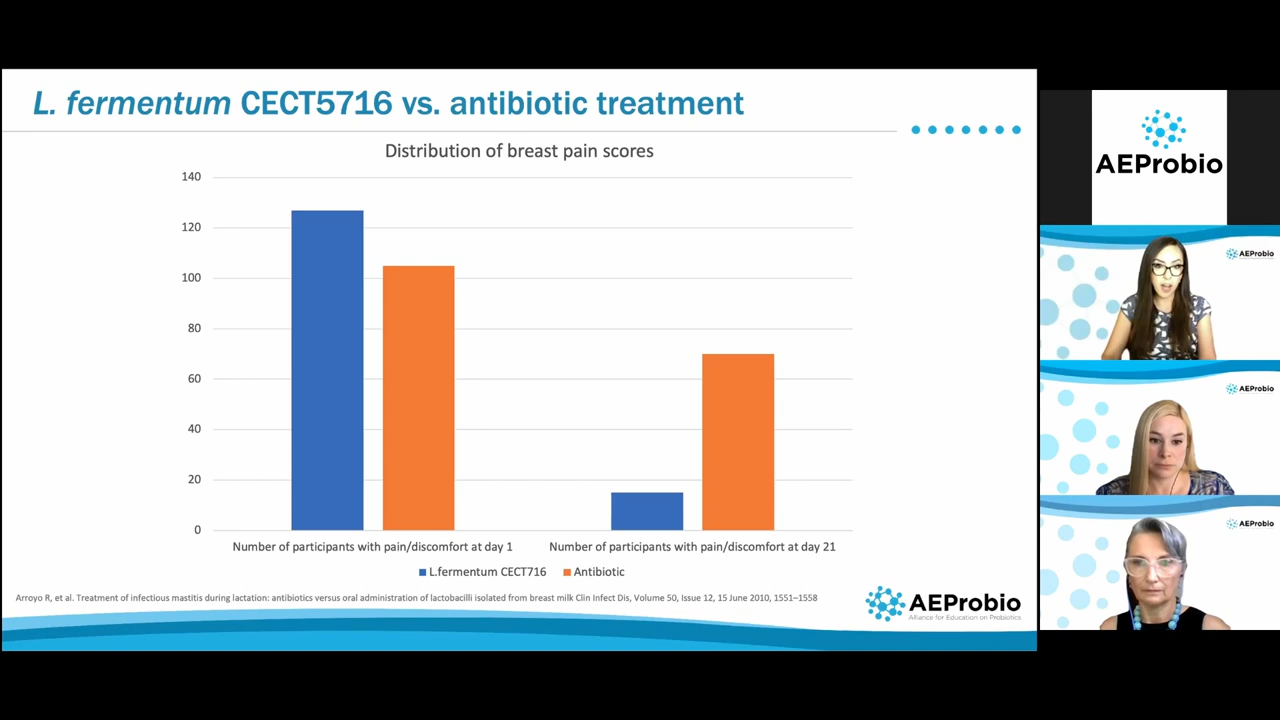 L. fermentum CECT5716 vs. antibiotic treatment
Distribution of breast pain scores
140
120
100
80
60
40
20
0
Number of participants with pain/discomfort at day 1
Number of participants with pain/discomfort at day 21
L.fermentum CECT716
Antibiotic
Arroyo R, et al. Treatment of infectious mastitis during lactation: antibiotics versus oral administration of lactobacilli isolated from breast milk Clin Infect Dis, Volume 50, Issue 12, 15 June 2010, 1551–1558
AEProbio
Alliance for Education on Probiotics
AEProbio
AEProbio
AEProbio
AEProbio